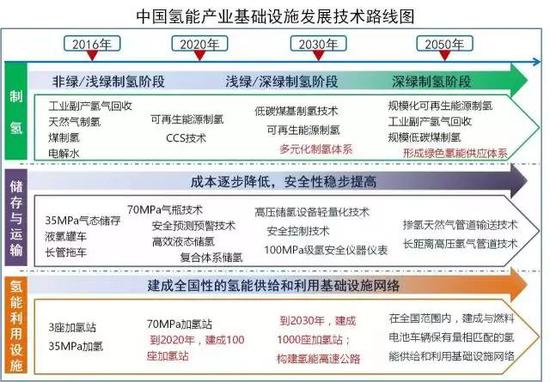 中国氢能产业基础设施发展技术路线图
2016年
2020年
2030年
2050年
制氢
非绿/浅绿制氢阶段
浅绿/深绿制氢阶段
深绿制氢阶段
工业副产氢气回收
天然气制氢
煤制氢
电解水
可再生能源制氢
CCS技术
低碳煤基制氢技术
可再生能源制氢
多元化制氢体系
规模化可再生能源制氢
工业副产氢气回收
规模低碳煤制氢
形成绿色氢能供应体系
储存与运输
成本逐步降低，安全性稳步提高
35MPa气态储存
液氢罐车
长管拖车
70MPa气瓶技术
安全预测预警技术
高效液态储氢
复合体系储氢
高压储氢设备轻量化技术
安全控制技术
100MPa级氢安全仪器仪表
掺氢天然气管道输送技术
长距离高压氢气管道技术
氢能利用设施
建成全国性的氢能供给和利用基础设施网络
3座加氢站
35MPa加氢
70MPa加氢站
到2020年，建成100
座加氢站
到2030年，建成
1000座加氢站；
构建氢能高速公路
在全国范围内，建成与燃料
电池车辆保有量相匹配的氢
能供给和利用基础设施网络